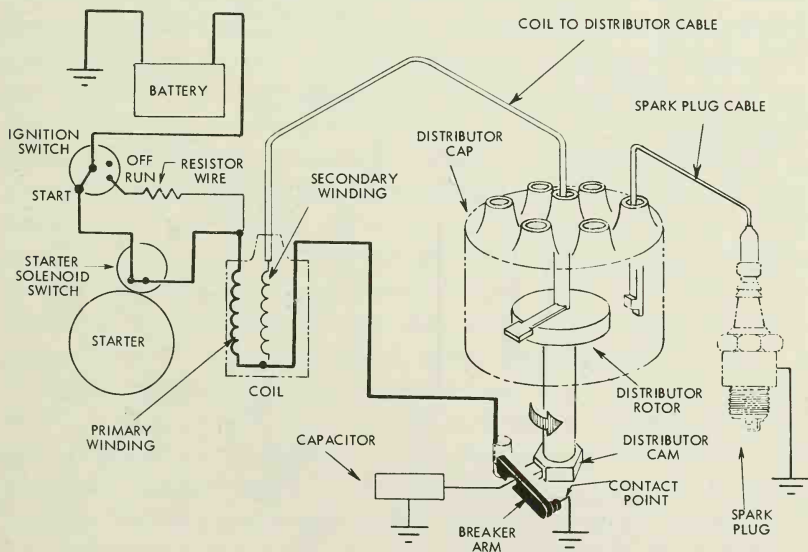 COIL TO DISTRIBUTOR CABLE
BATTERY
SPARK PLUG CABLE
IGNITION
SWITCH
OFF
RUN
RESISTOR
WIRE
DISTRIBUTOR
CAP
START
SECONDARY
WINDING
STARTER
SOLENOID
SWITCH
STARTER
COIL
PRIMARY
WINDING
DISTRIBUTOR
ROTOR
CAPACITOR
DISTRIBUTOR
CAM
CONTACT
POINT
BREAKER
ARM
SPARK
PLUG